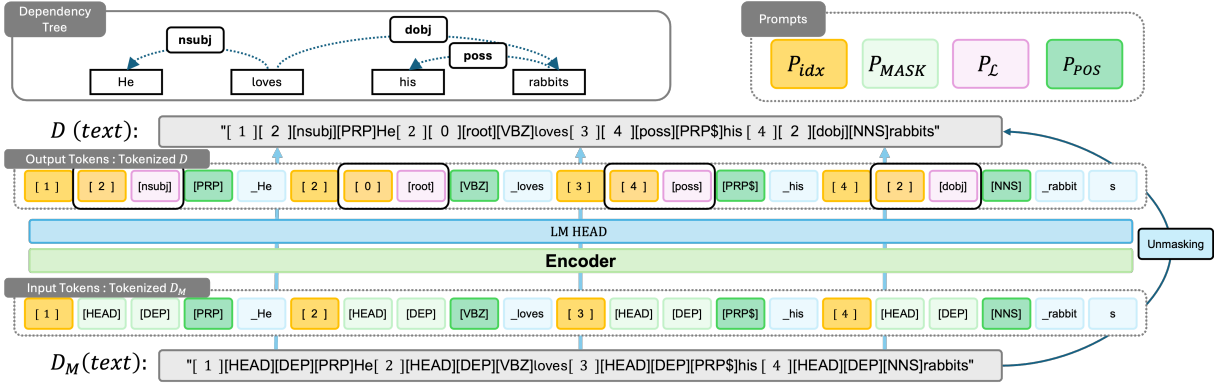 Dependency
Tree
nsubj
dobj
poss
He
loves
his
rabbits
Prompts
P_idx
P_MASK
P_ℒ
P_POS
D (text):
"[ 1 ][ 2 ][nsubj][PRP]He[ 2 ][ 0 ][root][VBZ]loves[ 3 ][ 4 ][poss][PRP$]his [ 4 ][ 2 ][dobj][NNS]rabbits"
Output Tokens : Tokenized D
[ 1 ] [ 2 ] [nsubj] [PRP] _He [ 2 ] [ 0 ] [root] [VBZ] _loves [ 3 ] [ 4 ] [poss] [PRP$] _his [ 4 ] [ 2 ] [dobj] [NNS] _rabbit s
LM HEAD
Unmasking
Encoder
Input Tokens : Tokenized D_M
[ 1 ] [HEAD] [DEP] [PRP] _He [ 2 ] [HEAD] [DEP] [VBZ] _loves [ 3 ] [HEAD] [DEP] [PRP$] _his [ 4 ] [HEAD] [DEP] [NNS] _rabbit s
D_M (text):
"[ 1 ][HEAD][DEP][PRP]He[ 2 ][HEAD][DEP][VBZ]loves[ 3 ][HEAD][DEP][PRP$]his [ 4 ][HEAD][DEP][NNS]rabbits"